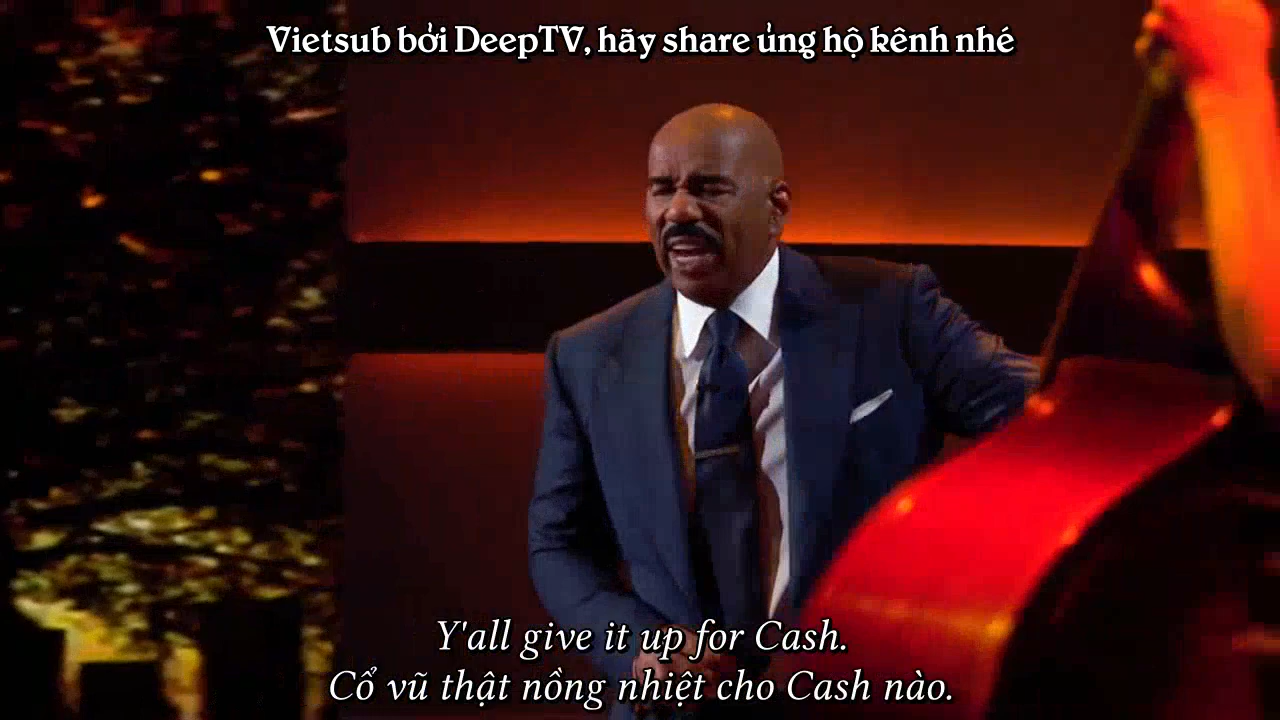 Vietsub bởi DeepTV, hãy share ủng hộ kênh nhé
Y'all give it up for Cash.
Cổ vũ thật nồng nhiệt cho Cash nào.